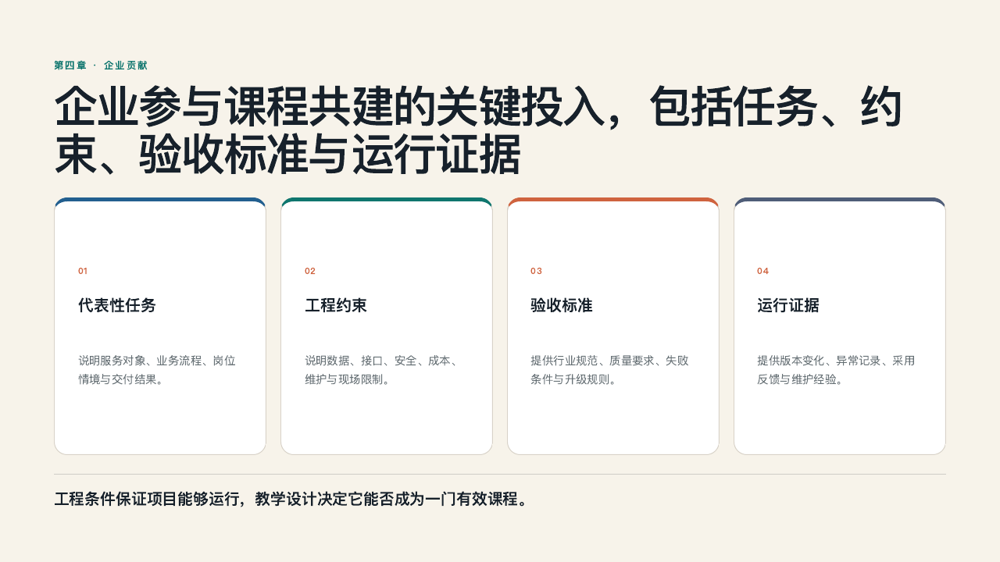 第四章 · 企业贡献
企业参与课程共建的关键投入，包括任务、约
束、验收标准与运行证据
01
代表性任务
说明服务对象、业务流程、岗位
情境与交付结果。
02
工程约束
说明数据、接口、安全、成本、
维护与现场限制。
03
验收标准
提供行业规范、质量要求、失败
条件与升级规则。
04
运行证据
提供版本变化、异常记录、采用
反馈与维护经验。
工程条件保证项目能够运行，教学设计决定它能否成为一门有效课程。